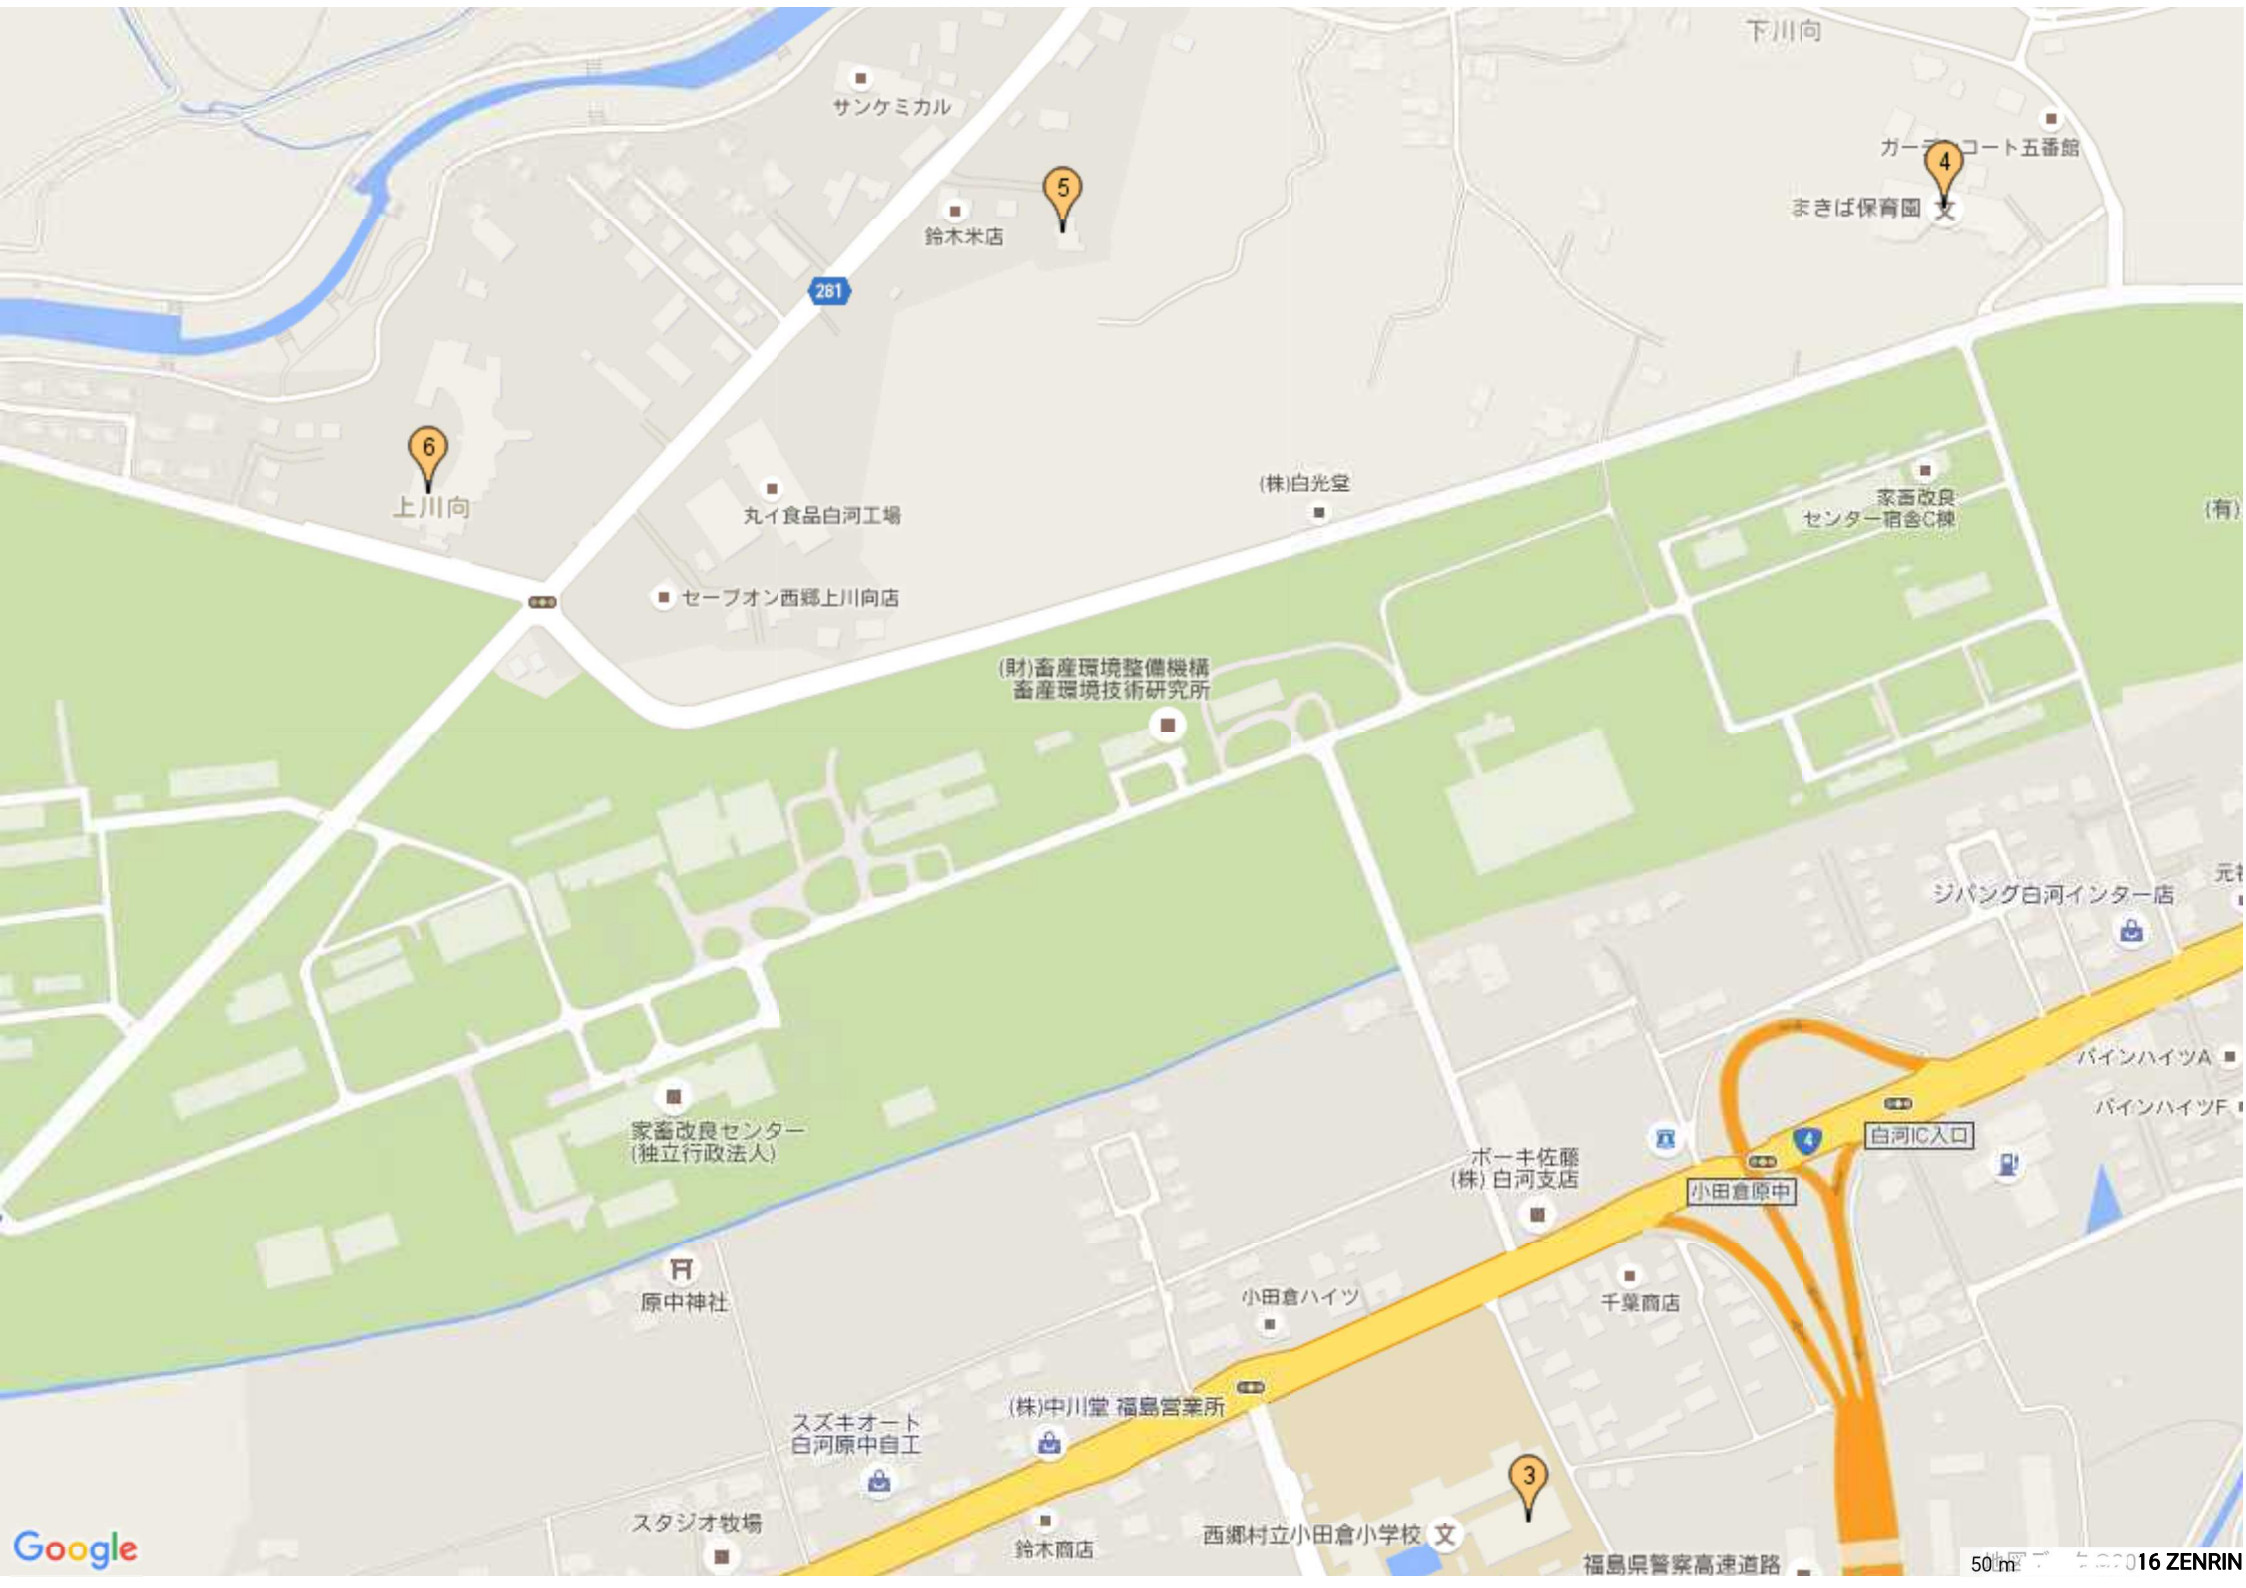 下川向
サンケミカル
ガーデンコート五番館
4
5
まきば保育園
文
鈴木米店
281
6
上川向
(株)白光堂
家畜改良
センター宿舎C棟
(有)
丸イ食品白河工場
セーブオン西郷上川向店
(財)畜産環境整備機構
畜産環境技術研究所
ジパング白河インター店
パインハイツA
パインハイツF
家畜改良センター
(独立行政法人)
4
白河IC入口
ボーキ佐藤
(株) 白河支店
小田倉原中
原中神社
小田倉ハイツ
千葉商店
(株)中川堂 福島営業所
スズキオート
白河原中自工
3
スタジオ牧場
西郷村立小田倉小学校
文
鈴木商店
Google
福島県警察高速道路
50 m
2016 ZENRIN